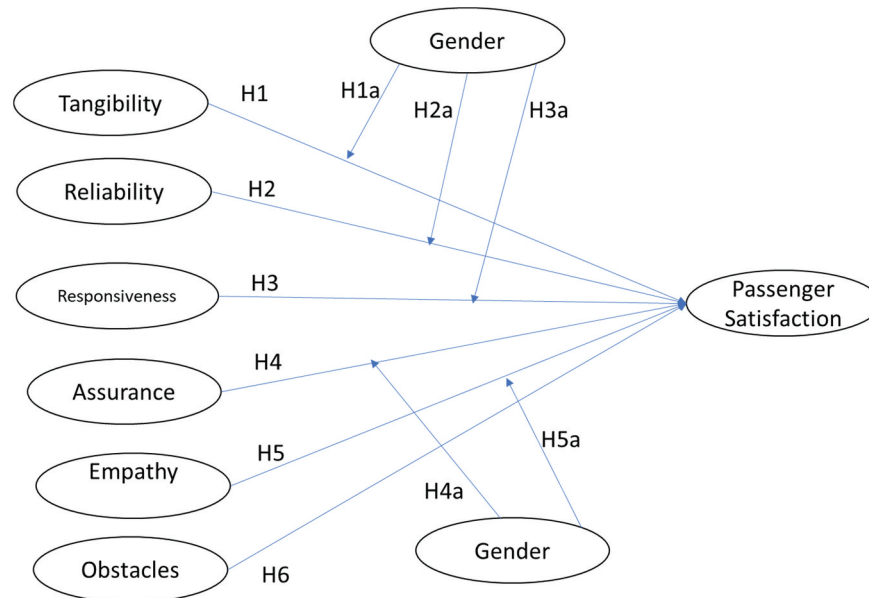 Gender
Tangibility
H1
H1a
H2a
H3a
Reliability
H2
Responsiveness
H3
Passenger
Satisfaction
Assurance
H4
Empathy
H5
H5a
H4a
Gender
Obstacles
H6